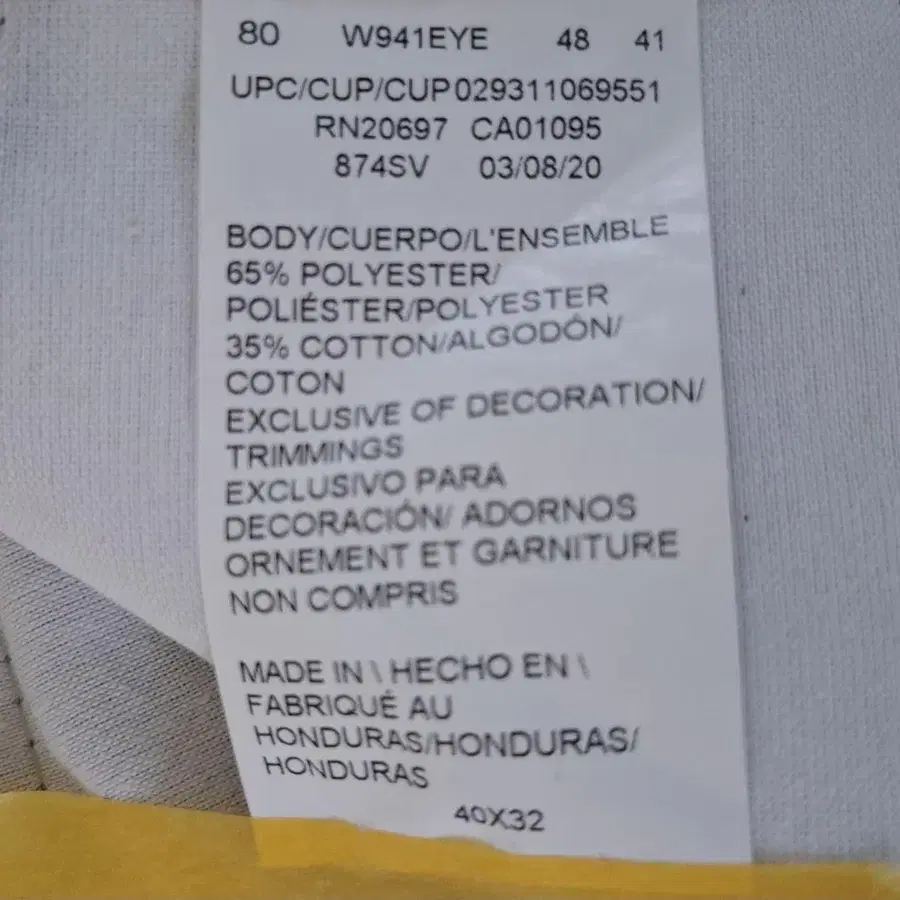 80 W941EYE 48 41
UPC/CUP/CUP029311069551
RN20697 CA01095
874SV 03/08/20
BODY/CUERPO/L'ENSEMBLE
65% POLYESTER/
POLIÉSTER/POLYESTER
35% COTTON/ALGODÓN/
COTON
EXCLUSIVE OF DECORATION/
TRIMMINGS
EXCLUSIVO PARA
DECORACIÓN/ ADORNOS
ORNEMENT ET GARNITURE
NON COMPRIS
MADE IN \ HECHO EN \
FABRIQUÉ AU
HONDURAS/HONDURAS/
HONDURAS
40X32